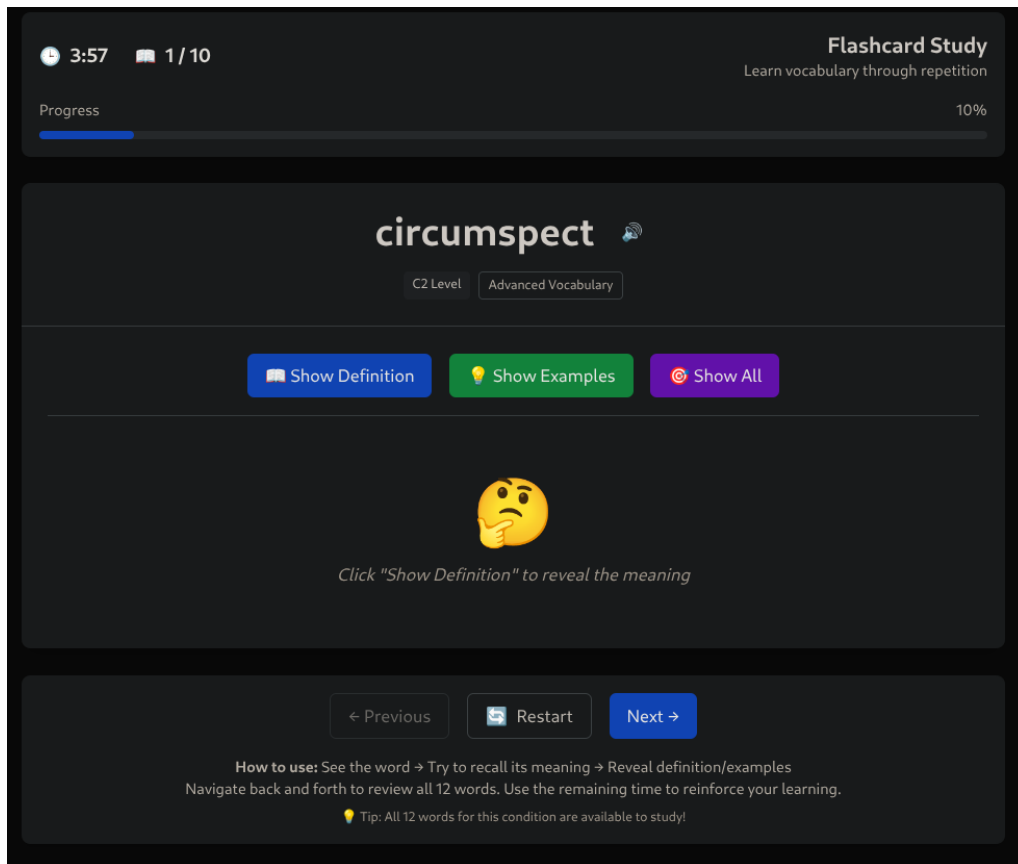 🕒 3:57 📖 1 / 10
Flashcard Study
Learn vocabulary through repetition
Progress 10%
circumspect 🔊
C2 Level Advanced Vocabulary
📖 Show Definition 💡 Show Examples 🎯 Show All
Click "Show Definition" to reveal the meaning
← Previous 🔄 Restart Next →
How to use: See the word → Try to recall its meaning → Reveal definition/examples
Navigate back and forth to review all 12 words. Use the remaining time to reinforce your learning.
💡 Tip: All 12 words for this condition are available to study!